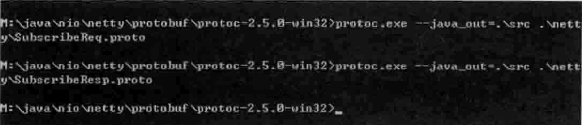 M:\java\nio\netty\protobuf\protoc-2.5.0-win32>protoc.exe --java_out=.\src .\nett
y\SubscribeReq.proto
M:\java\nio\netty\protobuf\protoc-2.5.0-win32>protoc.exe --java_out=.\src .\nett
y\SubscribeResp.proto
M:\java\nio\netty\protobuf\protoc-2.5.0-win32>_